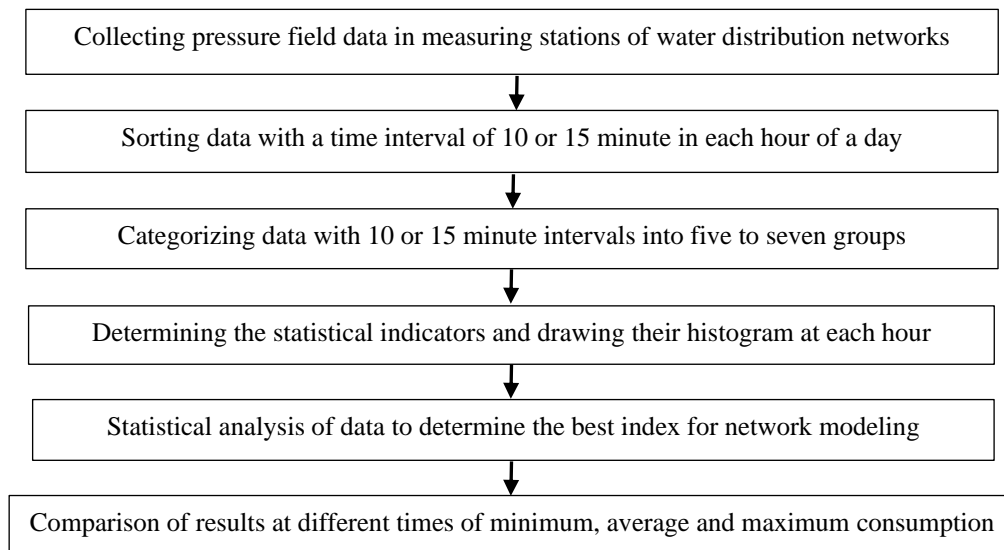 Collecting pressure field data in measuring stations of water distribution networks
Sorting data with a time interval of 10 or 15 minute in each hour of a day
Categorizing data with 10 or 15 minute intervals into five to seven groups
Determining the statistical indicators and drawing their histogram at each hour
Statistical analysis of data to determine the best index for network modeling
Comparison of results at different times of minimum, average and maximum consumption